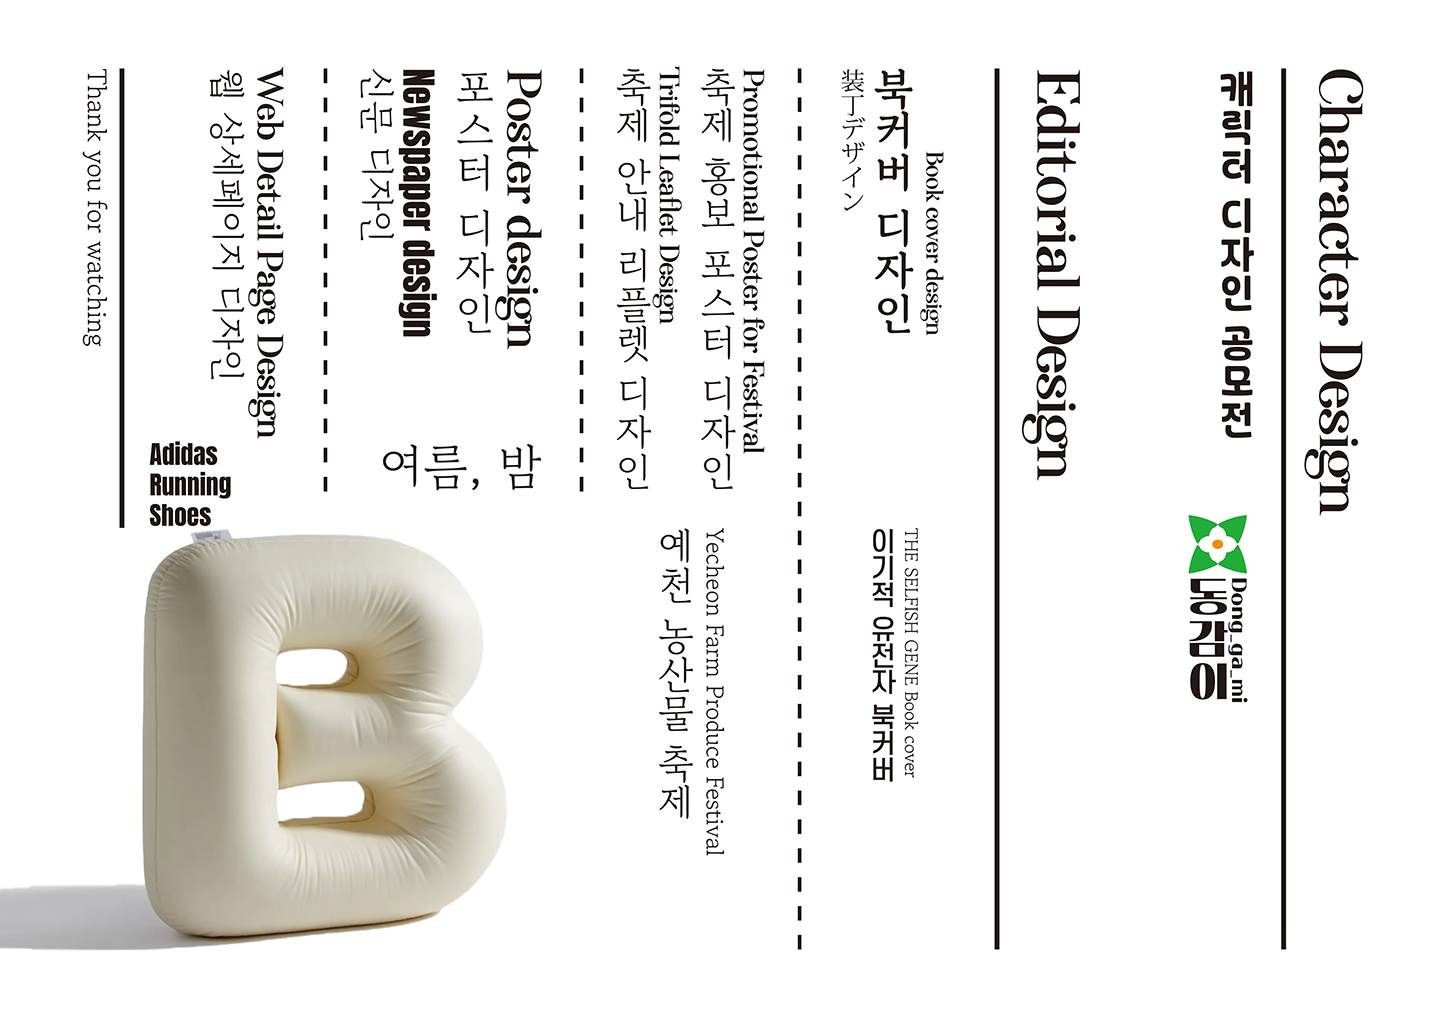 Character Design
캐릭터 디자인 공모전
Dong_ga_mi
동감이
Editorial Design
Book cover design
북커버 디자인
装丁デザイン
THE SELFISH GENE Book cover
이기적 유전자 북커버
Promotional Poster for Festival
축제 홍보 포스터 디자인
Trifold Leaflet Design
축제 안내 리플렛 디자인
Yecheon Farm Produce Festival
예천 농산물 축제
Poster design
포스터 디자인
Newspaper design
신문 디자인
여름, 밤
Web Detail Page Design
웹 상세페이지 디자인
Adidas
Running
Shoes
Thank you for watching
B